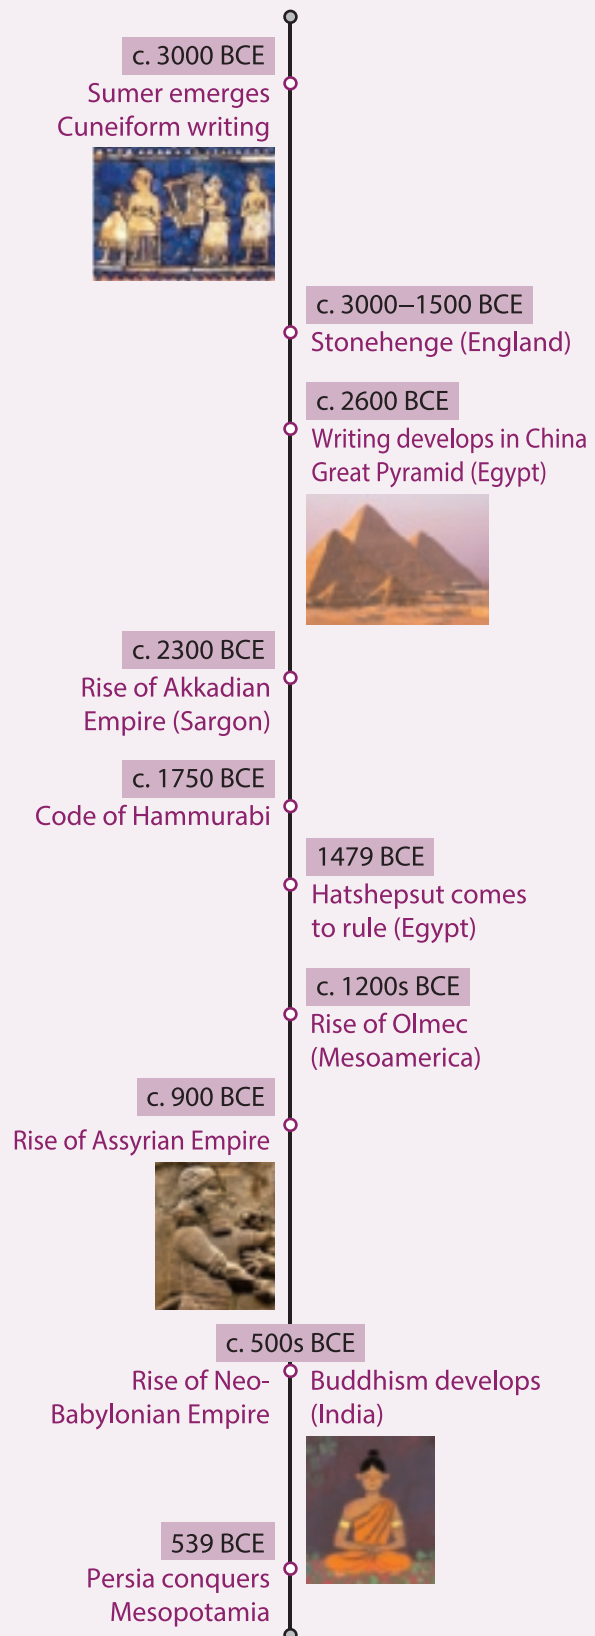 c. 3000 BCE
Sumer emerges
Cuneiform writing
c. 3000–1500 BCE
Stonehenge (England)
c. 2600 BCE
Writing develops in China
Great Pyramid (Egypt)
c. 2300 BCE
Rise of Akkadian
Empire (Sargon)
c. 1750 BCE
Code of Hammurabi
1479 BCE
Hatshepsut comes
to rule (Egypt)
c. 1200s BCE
Rise of Olmec
(Mesoamerica)
c. 900 BCE
Rise of Assyrian Empire
c. 500s BCE
Rise of Neo-
Babylonian Empire
Buddhism develops
(India)
539 BCE
Persia conquers
Mesopotamia